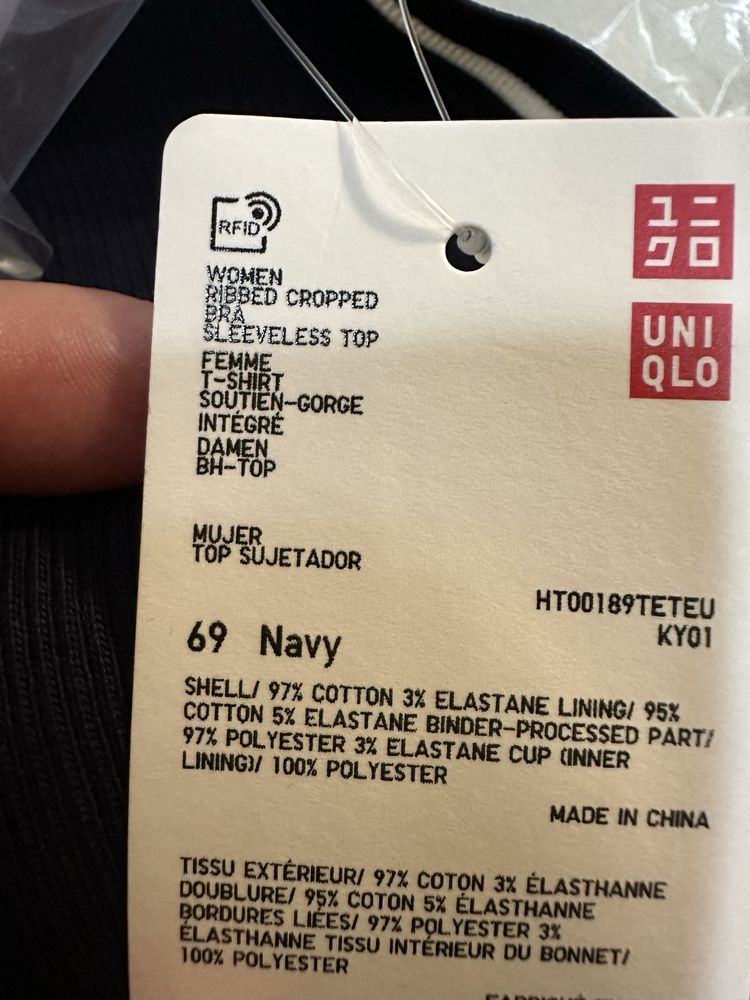 RFID
ユニ
クロ
UNI
QLO
WOMEN
RIBBED CROPPED
BRA
SLEEVELESS TOP
FEMME
T-SHIRT
SOUTIEN-GORGE
INTÉGRÉ
DAMEN
BH-TOP
MUJER
TOP SUJETADOR
HT00189TETEU
KY01
69 Navy
SHELL/ 97% COTTON 3% ELASTANE LINING/ 95%
COTTON 5% ELASTANE BINDER-PROCESSED PART/
97% POLYESTER 3% ELASTANE CUP (INNER
LINING)/ 100% POLYESTER
MADE IN CHINA
TISSU EXTÉRIEUR/ 97% COTON 3% ÉLASTHANNE
DOUBLURE/ 95% COTON 5% ÉLASTHANNE
BORDURES LIÉES/ 97% POLYESTER 3%
ÉLASTHANNE TISSU INTÉRIEUR DU BONNET/
100% POLYESTER